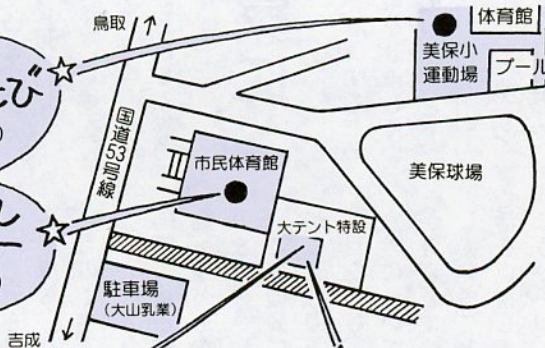 鳥取
体育館
美保小
運動場
プール
び
国道53号線
市民体育館
美保球場
大テント特設
駐車場
(大山乳業)
吉成